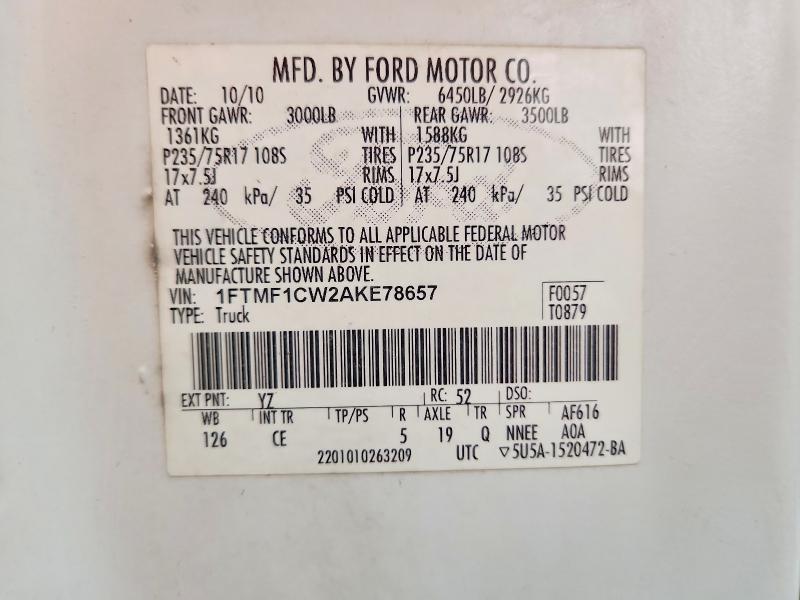 MFD. BY FORD MOTOR CO.
DATE: 10/10 GVWR: 6450LB/ 2926KG
FRONT GAWR: 3000LB REAR GAWR: 3500LB
1361KG WITH 1588KG WITH
P235/75R17 108S TIRES P235/75R17 108S TIRES
17x7.5J RIMS 17x7.5J RIMS
AT 240 kPa/ 35 PSI COLD AT 240 kPa/ 35 PSI COLD
THIS VEHICLE CONFORMS TO ALL APPLICABLE FEDERAL MOTOR
VEHICLE SAFETY STANDARDS IN EFFECT ON THE DATE OF
MANUFACTURE SHOWN ABOVE.
VIN: 1FTMF1CW2AKE78657 F0057
TYPE: Truck T0879
EXT PNT: YZ RC: 52 DSO:
WB INT TR TP/PS R AXLE TR SPR AF616
126 CE 5 19 Q NNEE A0A
2201010263209 UTC ▽5U5A-1520472-BA